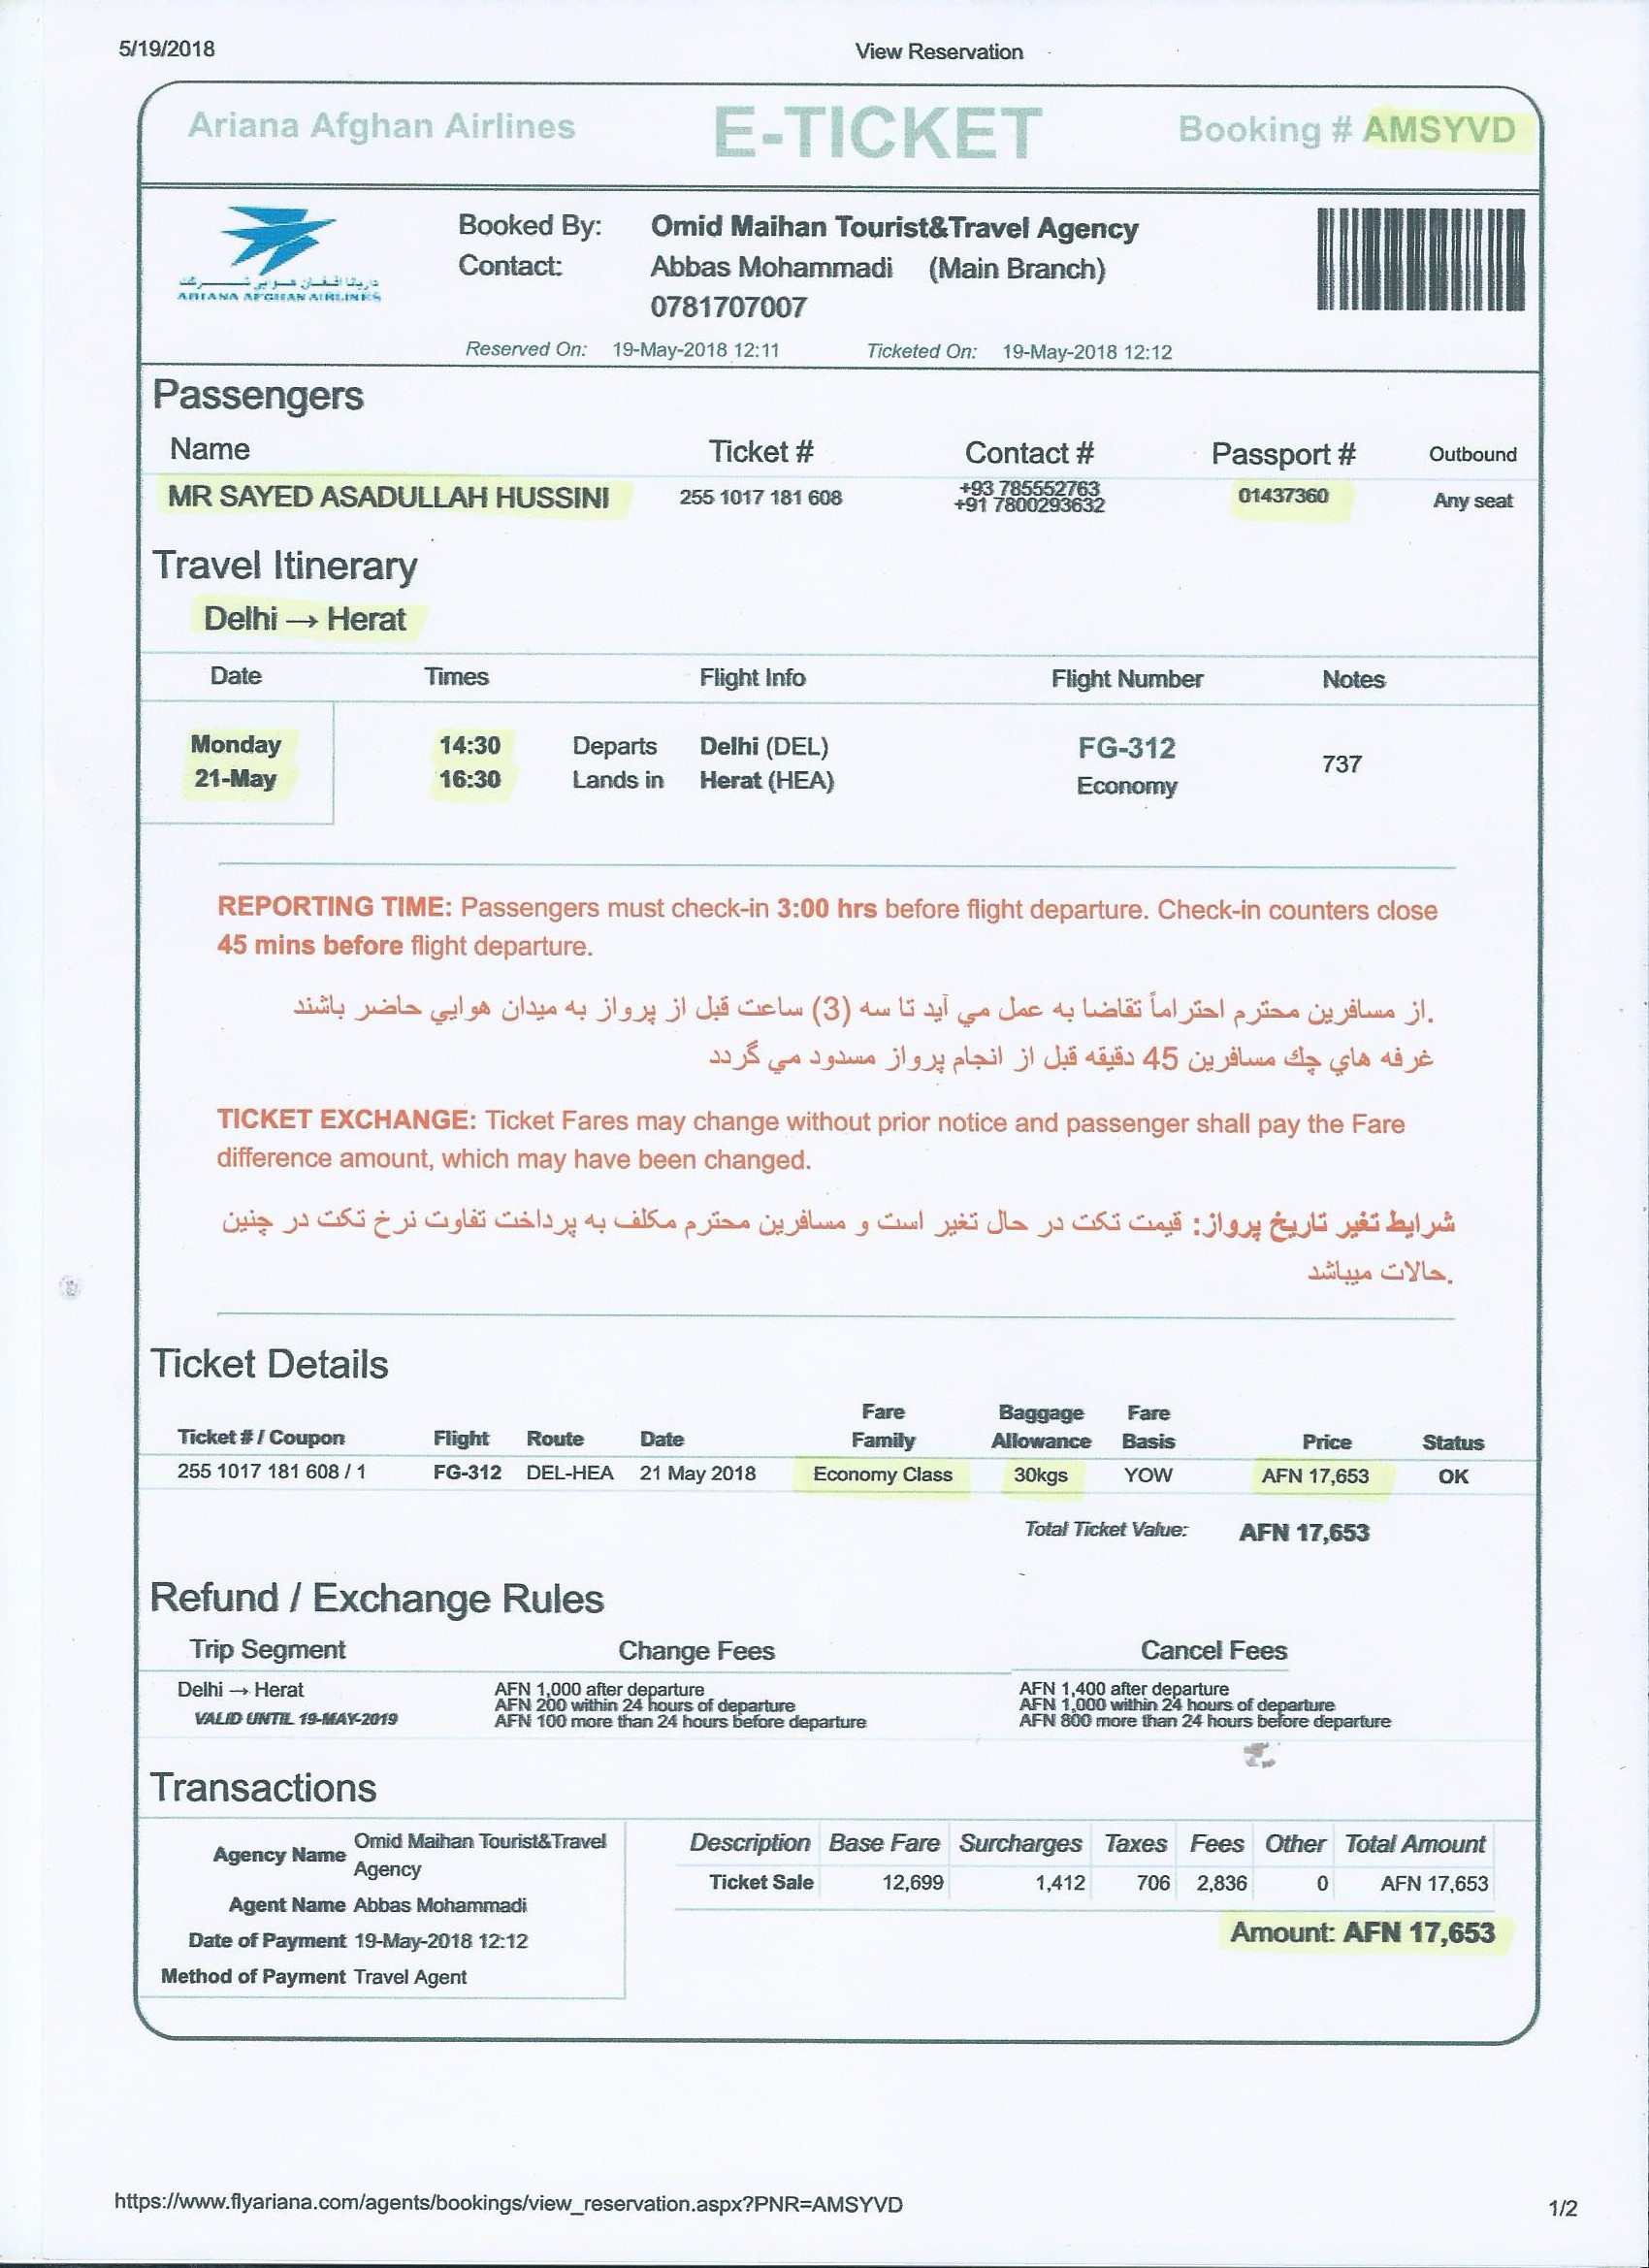 5/19/2018 View Reservation
Ariana Afghan Airlines E-TICKET Booking # AMSYVD
ARIANA AFGHAN AIRLINES
Booked By: Omid Maihan Tourist&Travel Agency
Contact: Abbas Mohammadi (Main Branch)
0781707007
Reserved On: 19-May-2018 12:11 Ticketed On: 19-May-2018 12:12
Passengers
Name Ticket # Contact # Passport # Outbound
MR SAYED ASADULLAH HUSSINI 255 1017 181 608 +93 785552763 +91 7800293632 01437360 Any seat
Travel Itinerary
Delhi → Herat
Date Times Flight Info Flight Number Notes
Monday 14:30 Departs Delhi (DEL) FG-312 737
21-May 16:30 Lands in Herat (HEA) Economy
REPORTING TIME: Passengers must check-in 3:00 hrs before flight departure. Check-in counters close
45 mins before flight departure.
از مسافرين محترم احتراماً تقاضا به عمل مي آيد تا سه (3) ساعت قبل از پرواز به ميدان هوايي حاضر باشند.
غرفه هاي چك مسافرين 45 دقيقه قبل از انجام پرواز مسدود مي گردد
TICKET EXCHANGE: Ticket Fares may change without prior notice and passenger shall pay the Fare
difference amount, which may have been changed.
شرايط تغير تاريخ پرواز: قيمت تكت در حال تغير است و مسافرين محترم مكلف به پرداخت تفاوت نرخ تكت در چنين
حالات ميباشد.
Ticket Details
Ticket # / Coupon Flight Route Date Fare Family Baggage Allowance Fare Basis Price Status
255 1017 181 608 / 1 FG-312 DEL-HEA 21 May 2018 Economy Class 30kgs YOW AFN 17,653 OK
Total Ticket Value: AFN 17,653
Refund / Exchange Rules
Trip Segment Change Fees Cancel Fees
Delhi → Herat AFN 1,000 after departure AFN 1,400 after departure
AFN 200 within 24 hours of departure AFN 1,000 within 24 hours of departure
VALID UNTIL 19-MAY-2019 AFN 100 more than 24 hours before departure AFN 800 more than 24 hours before departure
Transactions
Agency Name Omid Maihan Tourist&Travel Agency
Agent Name Abbas Mohammadi
Date of Payment 19-May-2018 12:12
Method of Payment Travel Agent
Description Base Fare Surcharges Taxes Fees Other Total Amount
Ticket Sale 12,699 1,412 706 2,836 0 AFN 17,653
Amount: AFN 17,653
https://www.flyariana.com/agents/bookings/view_reservation.aspx?PNR=AMSYVD 1/2